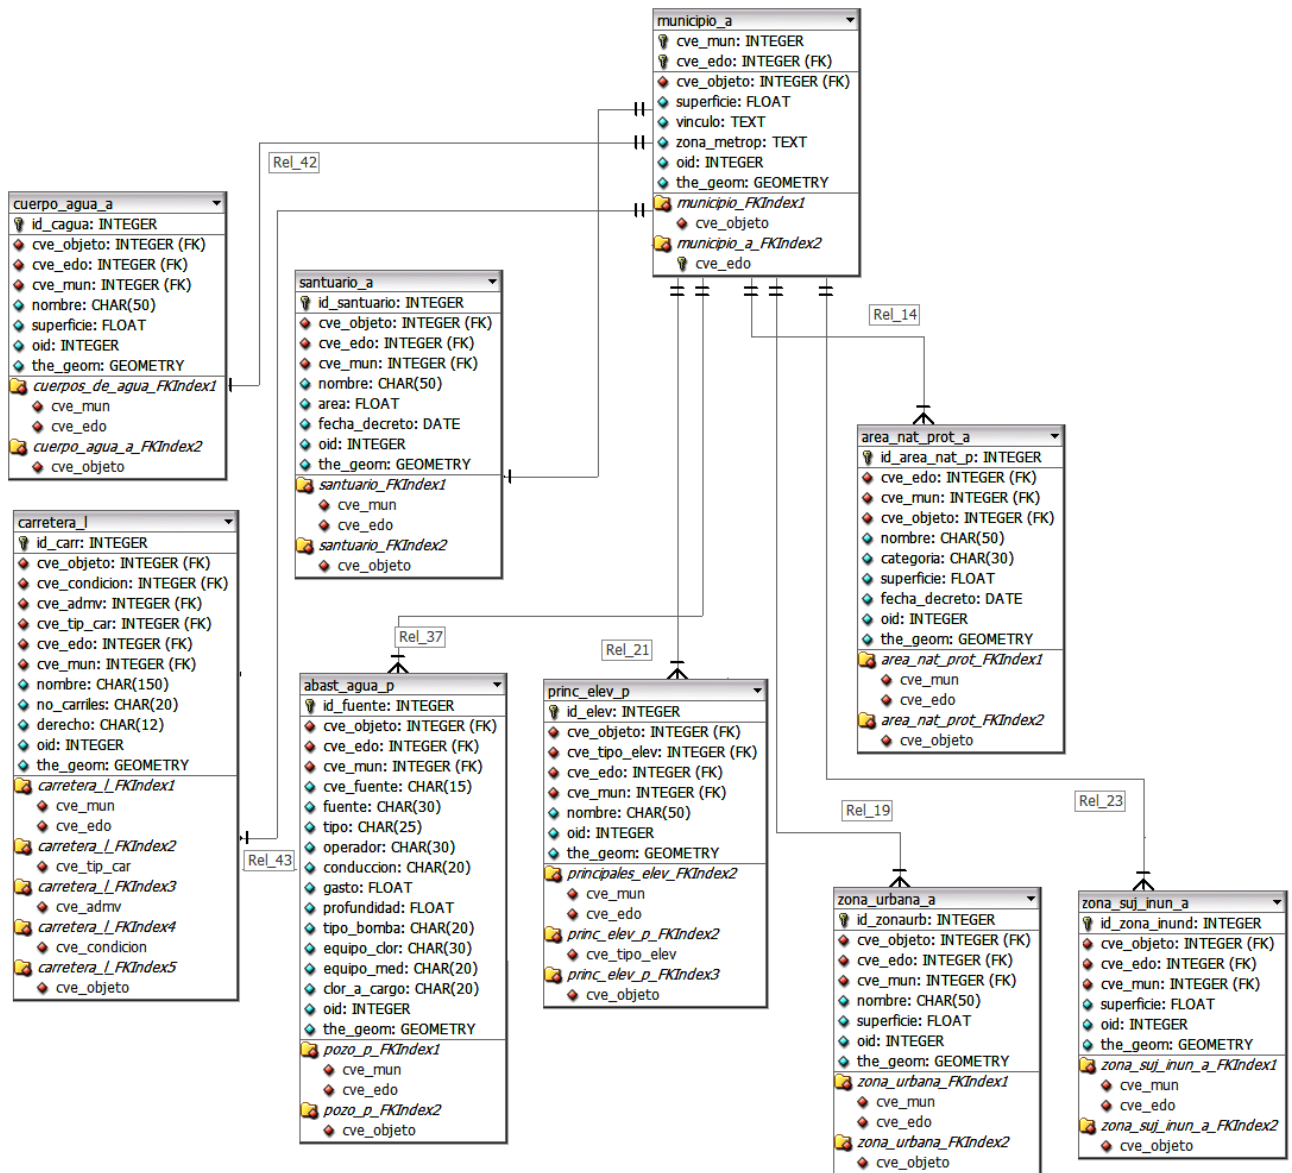 municipio_a
cve_mun: INTEGER
cve_edo: INTEGER (FK)
cve_objeto: INTEGER (FK)
superficie: FLOAT
vinculo: TEXT
zona_metrop: TEXT
oid: INTEGER
the_geom: GEOMETRY
municipio_FKIndex1
cve_objeto
municipio_a_FKIndex2
cve_edo
Rel_42
cuerpo_agua_a
id_cagua: INTEGER
cve_objeto: INTEGER (FK)
cve_edo: INTEGER (FK)
cve_mun: INTEGER (FK)
nombre: CHAR(50)
superficie: FLOAT
oid: INTEGER
the_geom: GEOMETRY
cuerpos_de_agua_FKIndex1
cve_mun
cve_edo
cuerpo_agua_a_FKIndex2
cve_objeto
santuario_a
id_santuario: INTEGER
cve_objeto: INTEGER (FK)
cve_edo: INTEGER (FK)
cve_mun: INTEGER (FK)
nombre: CHAR(50)
area: FLOAT
fecha_decreto: DATE
oid: INTEGER
the_geom: GEOMETRY
santuario_FKIndex1
cve_mun
cve_edo
santuario_FKIndex2
cve_objeto
Rel_14
area_nat_prot_a
id_area_nat_p: INTEGER
cve_edo: INTEGER (FK)
cve_mun: INTEGER (FK)
cve_objeto: INTEGER (FK)
nombre: CHAR(50)
categoria: CHAR(30)
superficie: FLOAT
fecha_decreto: DATE
oid: INTEGER
the_geom: GEOMETRY
area_nat_prot_FKIndex1
cve_mun
cve_edo
area_nat_prot_FKIndex2
cve_objeto
carretera_l
id_carr: INTEGER
cve_objeto: INTEGER (FK)
cve_condicion: INTEGER (FK)
cve_admv: INTEGER (FK)
cve_tip_car: INTEGER (FK)
cve_edo: INTEGER (FK)
cve_mun: INTEGER (FK)
nombre: CHAR(150)
no_carriles: CHAR(20)
derecho: CHAR(12)
oid: INTEGER
the_geom: GEOMETRY
carretera_l_FKIndex1
cve_mun
cve_edo
carretera_l_FKIndex2
cve_tip_car
carretera_l_FKIndex3
cve_admv
carretera_l_FKIndex4
cve_condicion
carretera_l_FKIndex5
cve_objeto
Rel_43
Rel_37
abast_agua_p
id_fuente: INTEGER
cve_objeto: INTEGER (FK)
cve_edo: INTEGER (FK)
cve_mun: INTEGER (FK)
cve_fuente: CHAR(15)
fuente: CHAR(30)
tipo: CHAR(25)
operador: CHAR(30)
conduccion: CHAR(20)
gasto: FLOAT
profundidad: FLOAT
tipo_bomba: CHAR(20)
equipo_clor: CHAR(30)
equipo_med: CHAR(20)
clor_a_cargo: CHAR(20)
oid: INTEGER
the_geom: GEOMETRY
pozo_p_FKIndex1
cve_mun
cve_edo
pozo_p_FKIndex2
cve_objeto
Rel_21
princ_elev_p
id_elev: INTEGER
cve_objeto: INTEGER (FK)
cve_tipo_elev: INTEGER (FK)
cve_edo: INTEGER (FK)
cve_mun: INTEGER (FK)
nombre: CHAR(50)
oid: INTEGER
the_geom: GEOMETRY
principales_elev_FKIndex2
cve_mun
cve_edo
princ_elev_p_FKIndex2
cve_tipo_elev
princ_elev_p_FKIndex3
cve_objeto
Rel_19
zona_urbana_a
id_zonaurb: INTEGER
cve_objeto: INTEGER (FK)
cve_edo: INTEGER (FK)
cve_mun: INTEGER (FK)
nombre: CHAR(50)
superficie: FLOAT
oid: INTEGER
the_geom: GEOMETRY
zona_urbana_FKIndex1
cve_mun
cve_edo
zona_urbana_FKIndex2
cve_objeto
Rel_23
zona_suj_inun_a
id_zona_inund: INTEGER
cve_objeto: INTEGER (FK)
cve_edo: INTEGER (FK)
cve_mun: INTEGER (FK)
superficie: FLOAT
oid: INTEGER
the_geom: GEOMETRY
zona_suj_inun_a_FKIndex1
cve_mun
cve_edo
zona_suj_inun_a_FKIndex2
cve_objeto